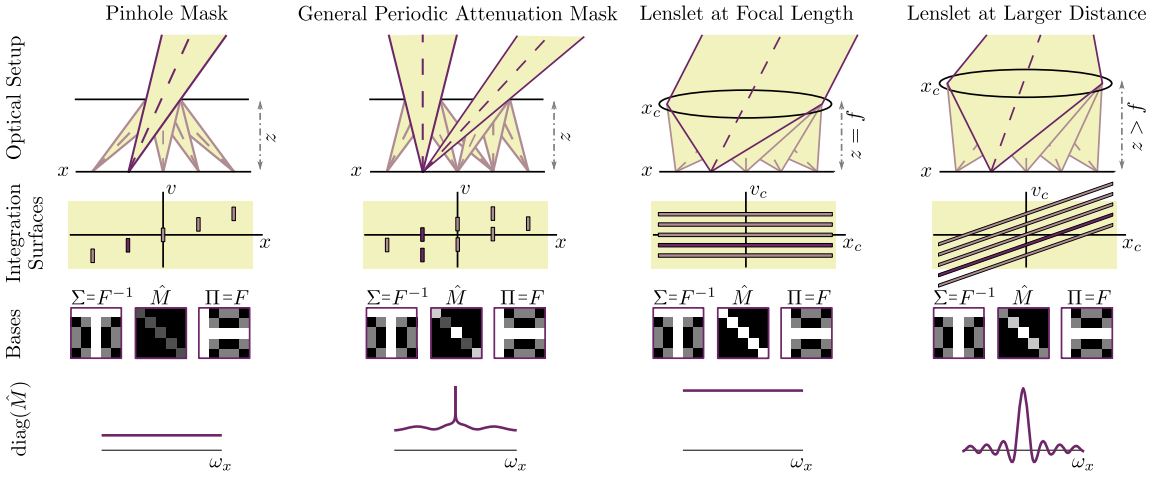 Pinhole Mask
General Periodic Attenuation Mask
Lenslet at Focal Length
Lenslet at Larger Distance
Optical Setup
x
z
x
z
x_c
x
z = f
x_c
x
z > f
Integration
Surfaces
v
x
v
x
v_c
x_c
v_c
x_c
Bases
Σ=F⁻¹ M̂ Π=F
Σ=F⁻¹ M̂ Π=F
Σ=F⁻¹ M̂ Π=F
Σ=F⁻¹ M̂ Π=F
diag(M̂)
ω_x
ω_x
ω_x
ω_x